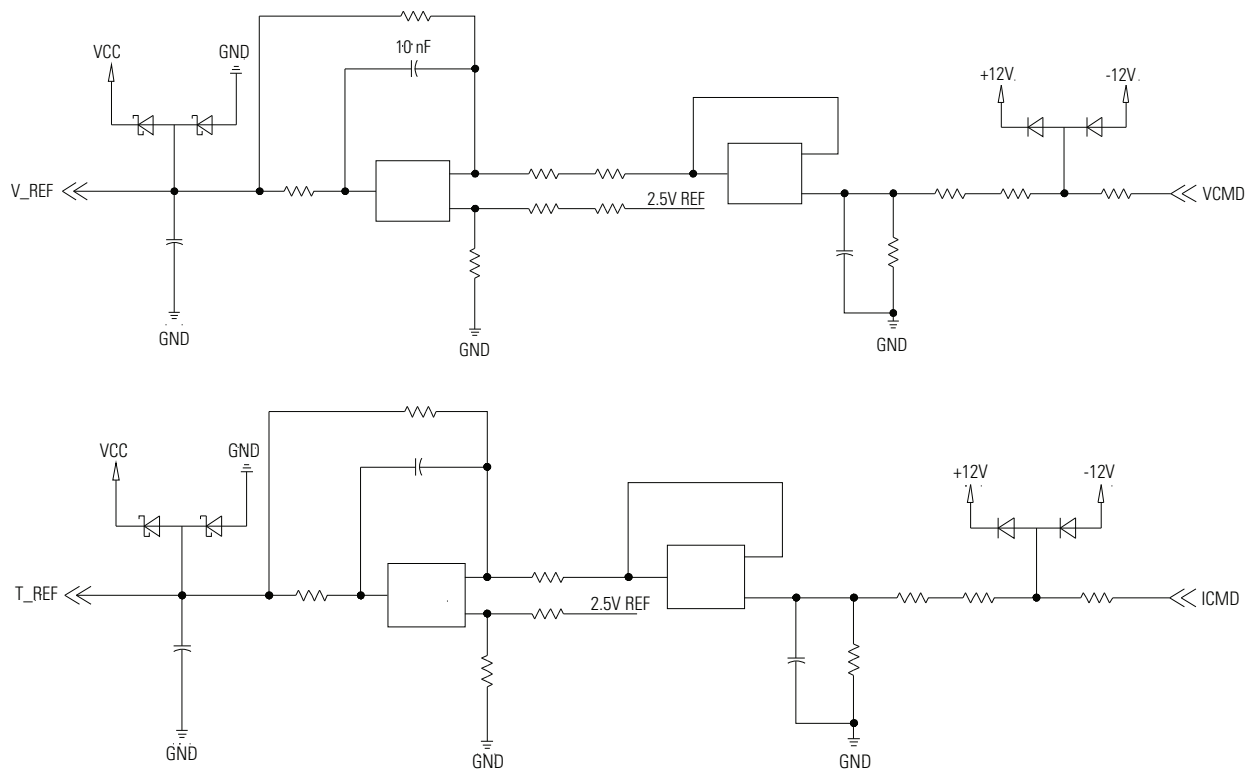 VCC
GND
10 nF
+12V
-12V
V_REF
2.5V REF
VCMD
GND
GND
GND
VCC
GND
+12V
-12V
T_REF
2.5V REF
ICMD
GND
GND
GND